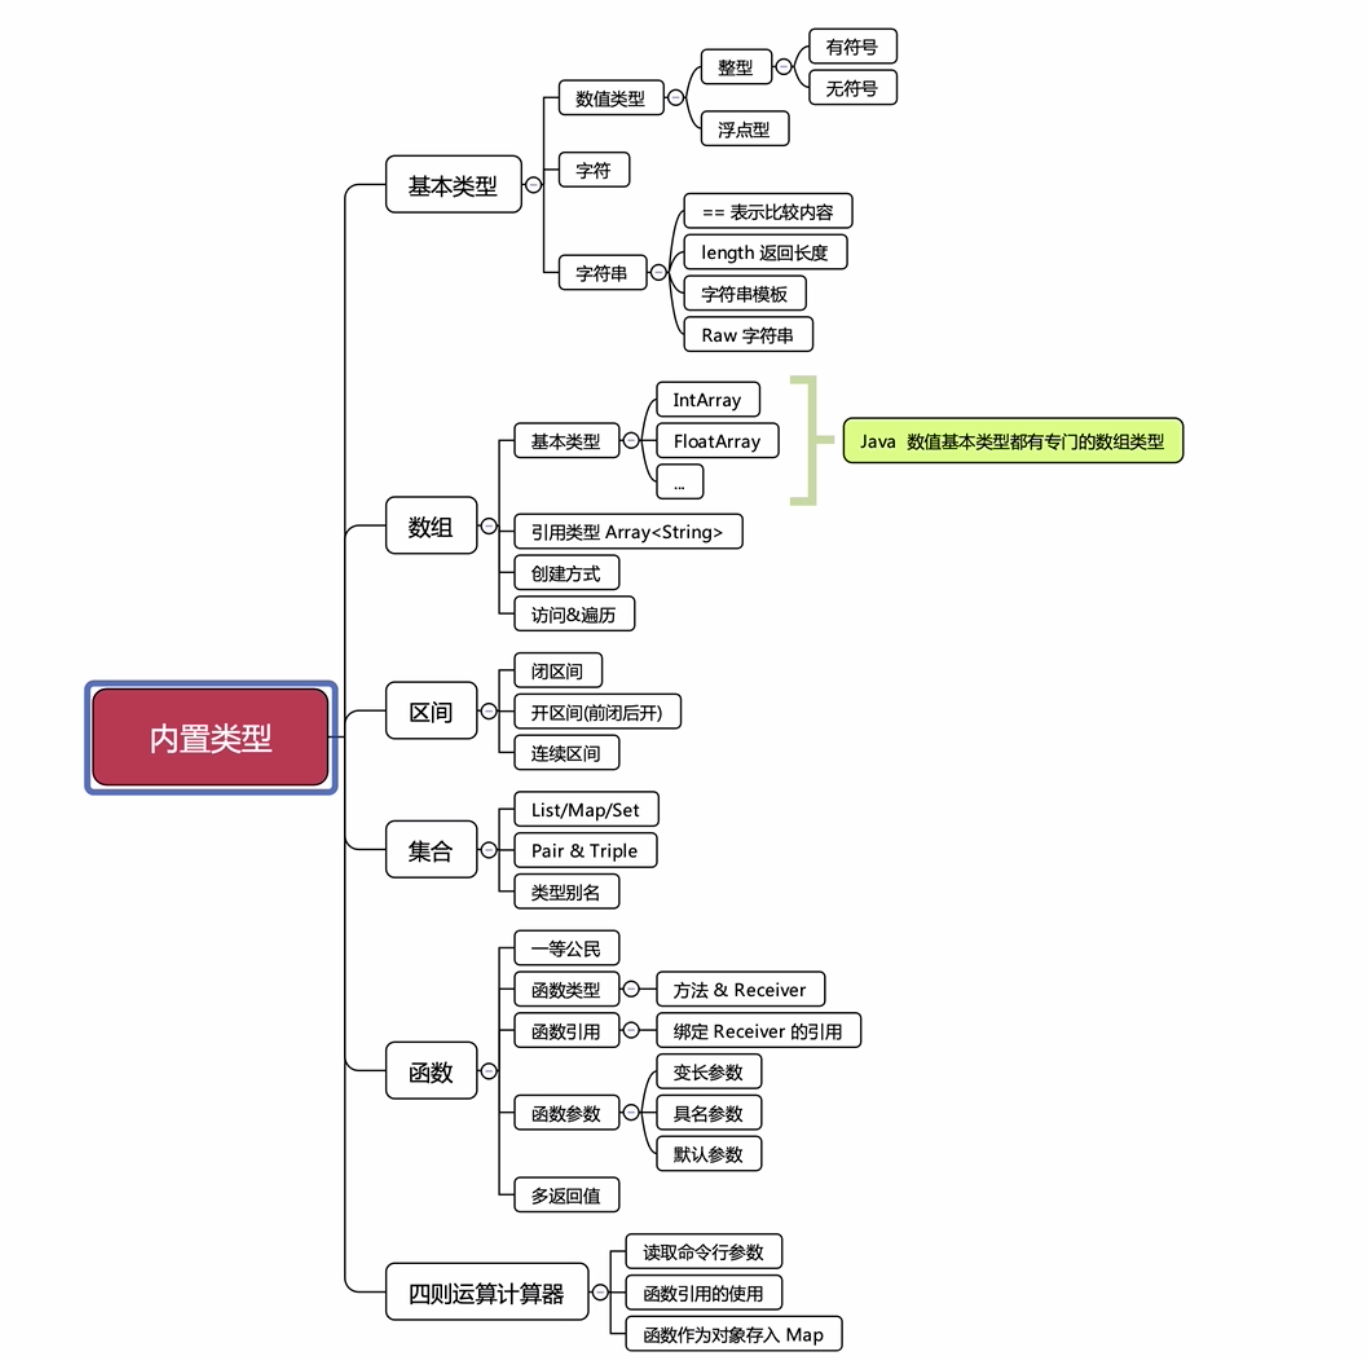 内置类型
基本类型
数值类型
整型
有符号
无符号
浮点型
字符
字符串
== 表示比较内容
length 返回长度
字符串模板
Raw 字符串
数组
基本类型
IntArray
FloatArray
...
Java 数值基本类型都有专门的数组类型
引用类型 Array<String>
创建方式
访问&遍历
区间
闭区间
开区间(前闭后开)
连续区间
集合
List/Map/Set
Pair & Triple
类型别名
函数
一等公民
函数类型
方法 & Receiver
函数引用
绑定 Receiver 的引用
函数参数
变长参数
具名参数
默认参数
多返回值
四则运算计算器
读取命令行参数
函数引用的使用
函数作为对象存入 Map